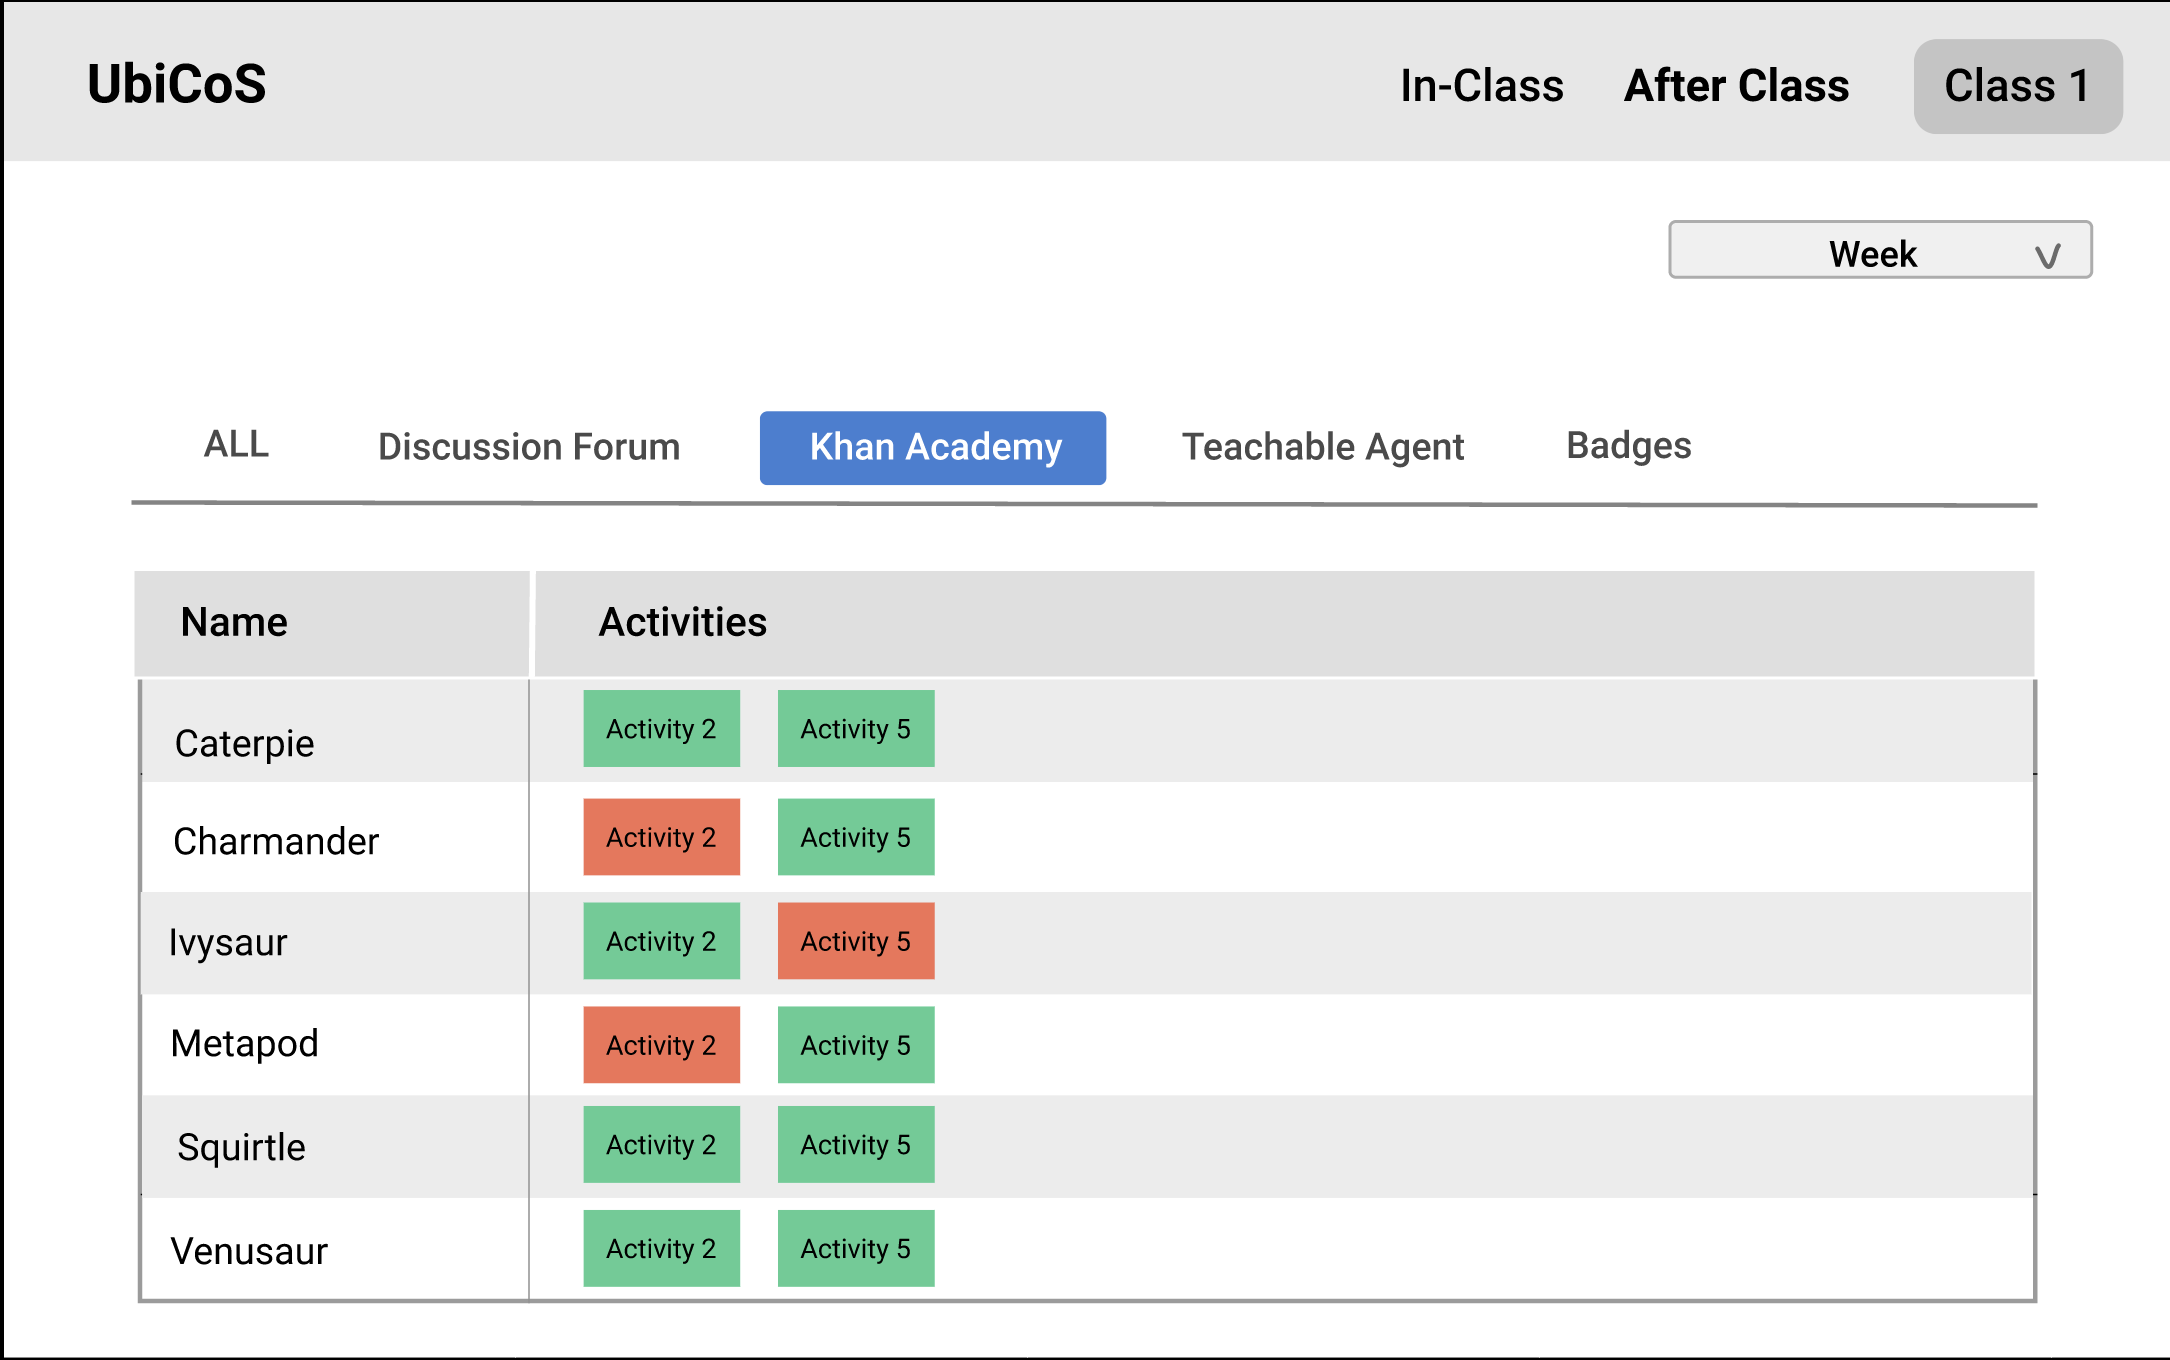 UbiCoS In-Class After Class Class 1
Week
ALL Discussion Forum Khan Academy Teachable Agent Badges
Name Activities
Caterpie Activity 2 Activity 5
Charmander Activity 2 Activity 5
Ivysaur Activity 2 Activity 5
Metapod Activity 2 Activity 5
Squirtle Activity 2 Activity 5
Venusaur Activity 2 Activity 5